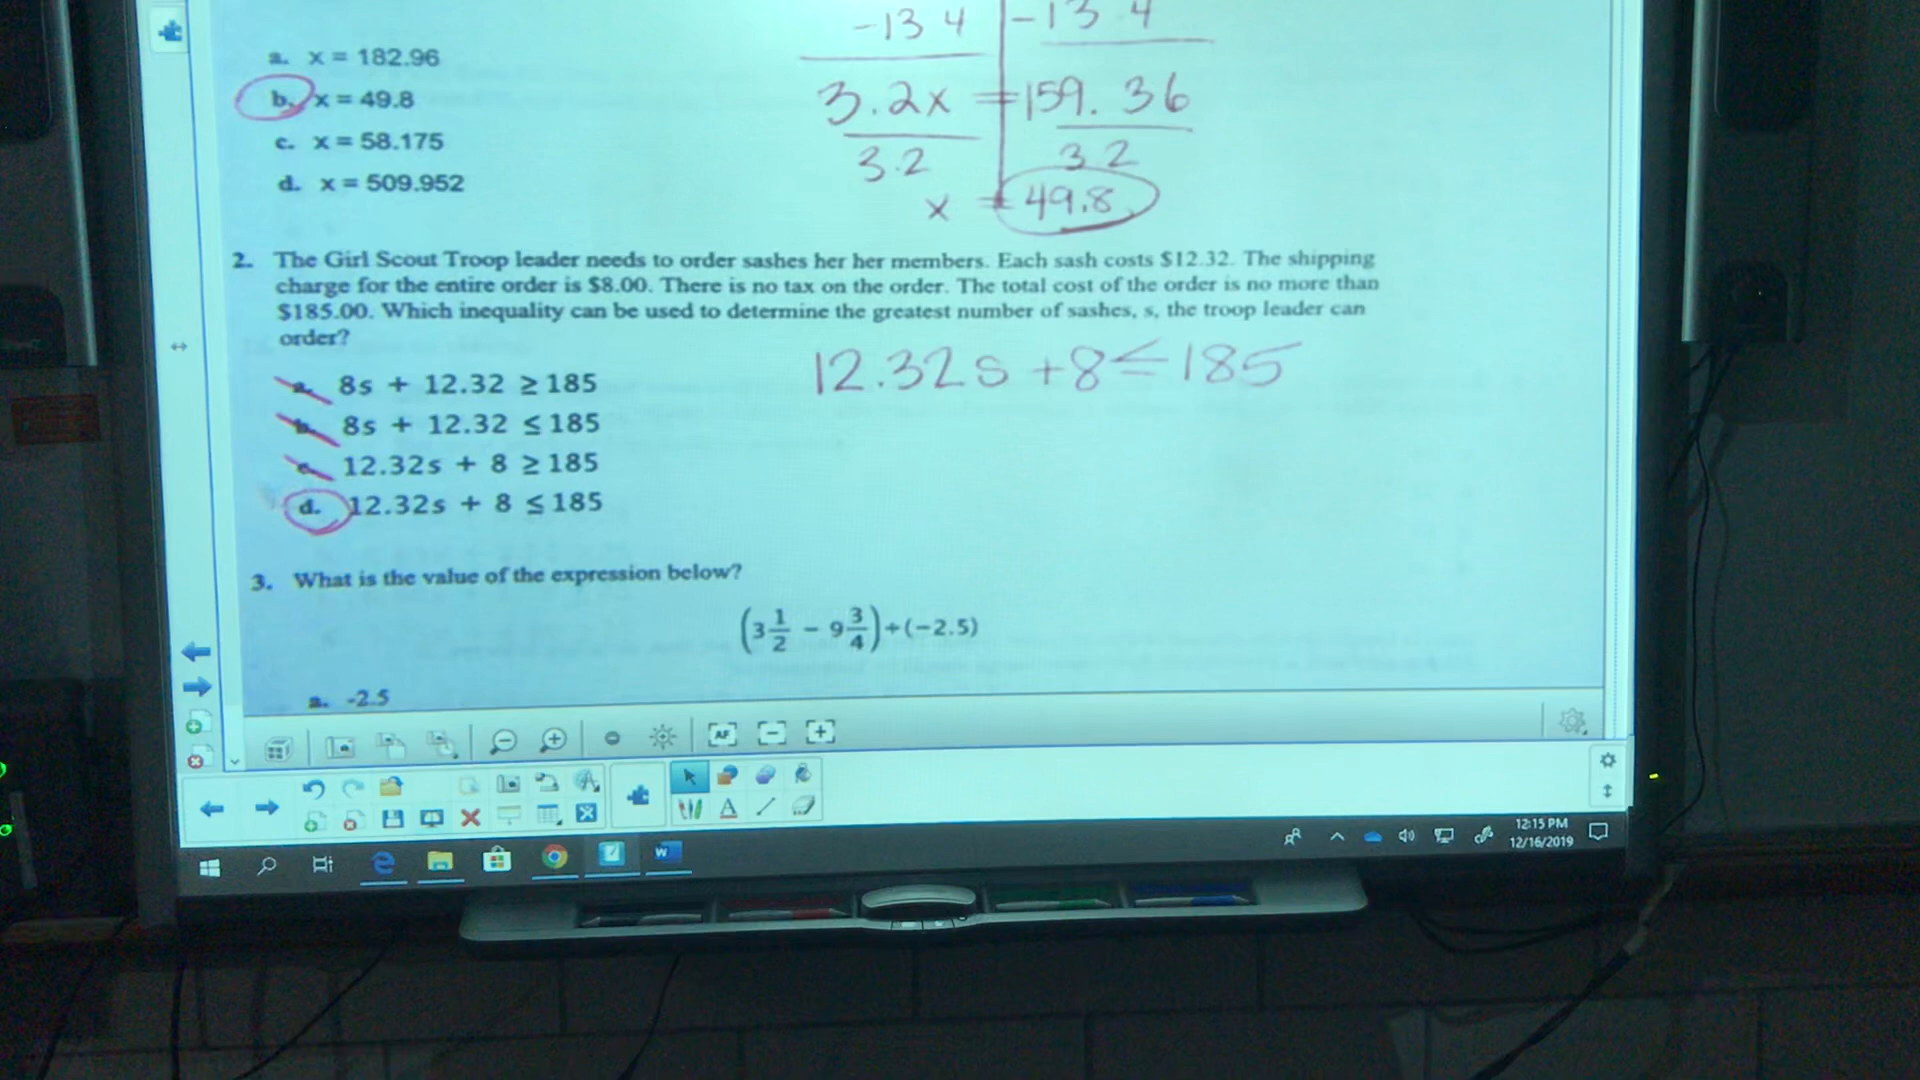 -13 4 -13 4
a. x = 182.96
b. x = 49.8
3.2x = 159.36
c. x = 58.175
3.2 3.2
d. x = 509.952
x = 49.8
2. The Girl Scout Troop leader needs to order sashes her her members. Each sash costs $12.32. The shipping
charge for the entire order is $8.00. There is no tax on the order. The total cost of the order is no more than
$185.00. Which inequality can be used to determine the greatest number of sashes, s, the troop leader can
order?
12.32s + 8 ≤ 185
a. 8s + 12.32 ≥ 185
b. 8s + 12.32 ≤ 185
c. 12.32s + 8 ≥ 185
d. 12.32s + 8 ≤ 185
3. What is the value of the expression below?
(3 1/2 - 9 3/4) ÷ (-2.5)
a. -2.5
AF
A
W
12:15 PM
12/16/2019